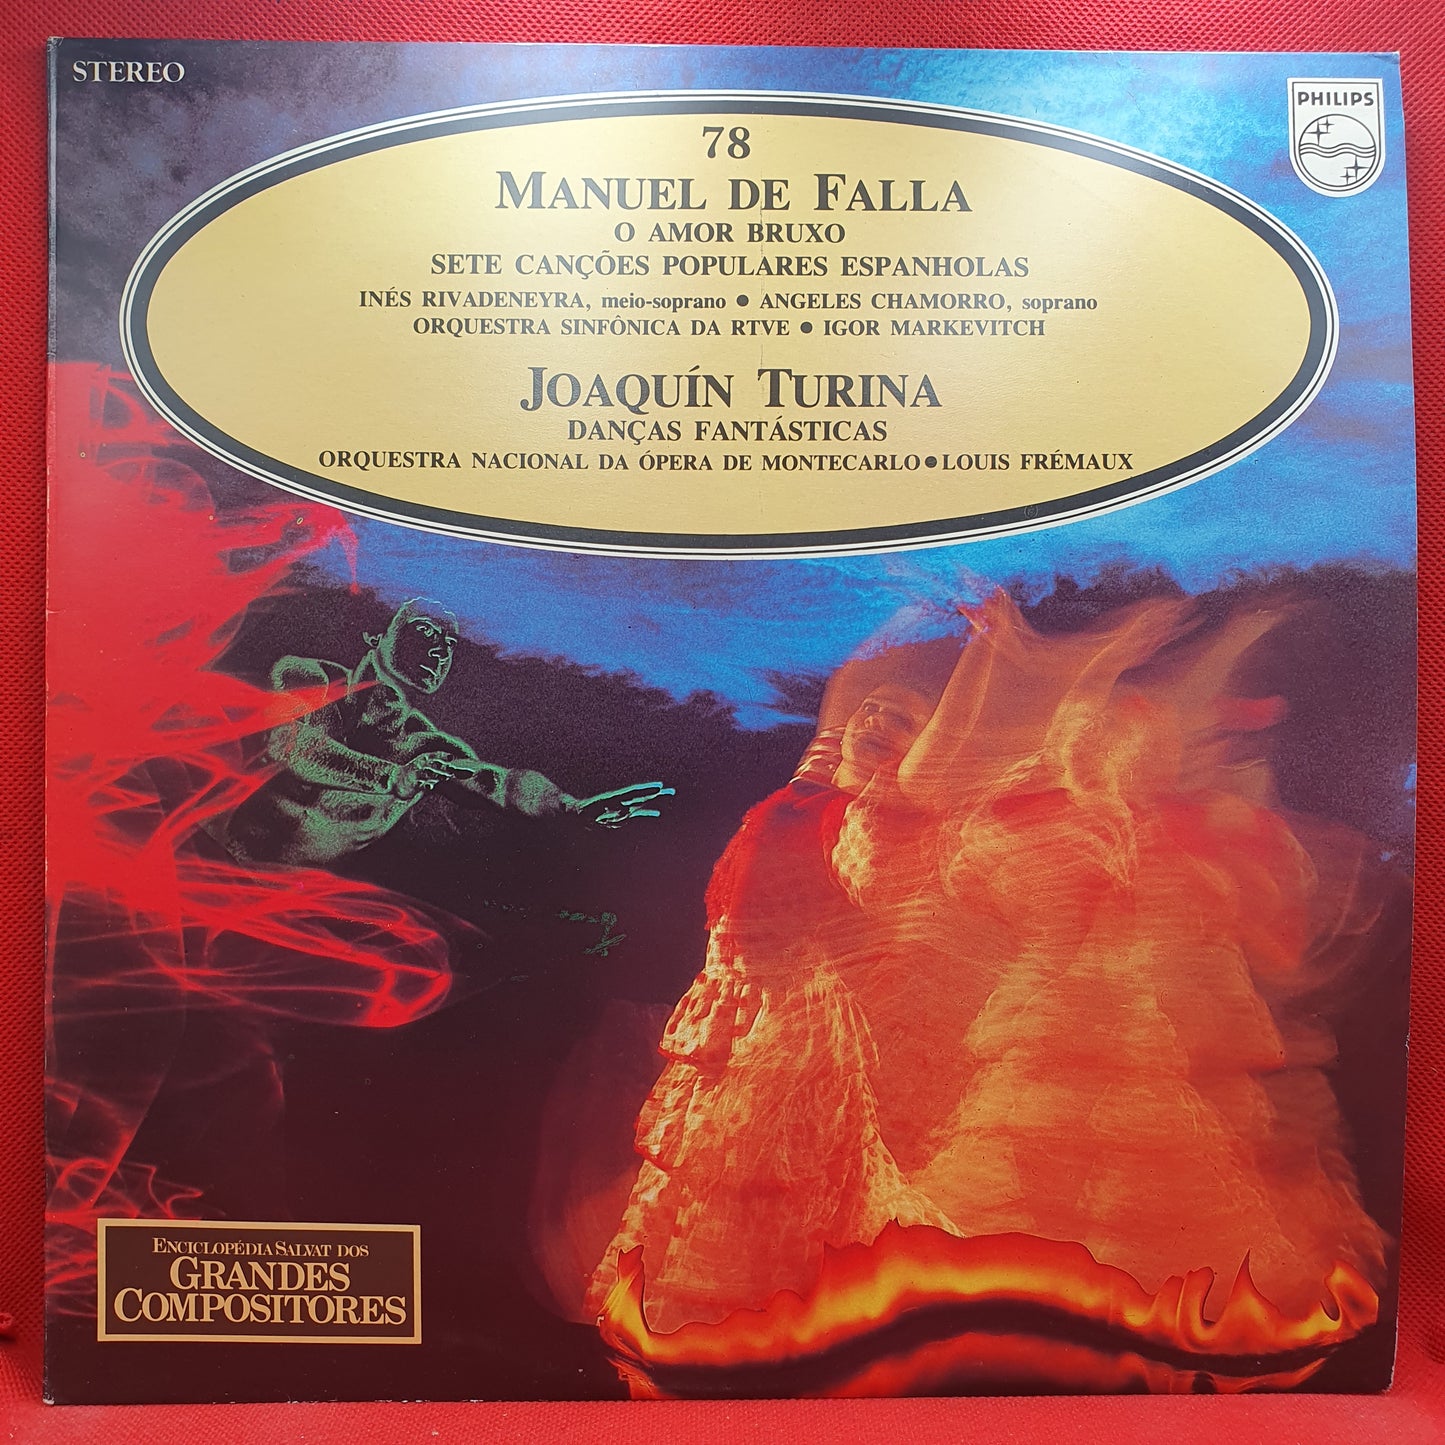 STEREO
PHILIPS
78
MANUEL DE FALLA
O AMOR BRUXO
SETE CANÇÕES POPULARES ESPANHOLAS
INÉS RIVADENEYRA, meio-soprano ● ANGELES CHAMORRO, soprano
ORQUESTRA SINFÔNICA DA RTVE ● IGOR MARKEVITCH
JOAQUÍN TURINA
DANÇAS FANTÁSTICAS
ORQUESTRA NACIONAL DA ÓPERA DE MONTECARLO ● LOUIS FRÉMAUX
ENCICLOPÉDIA SALVAT DOS
GRANDES
COMPOSITORES